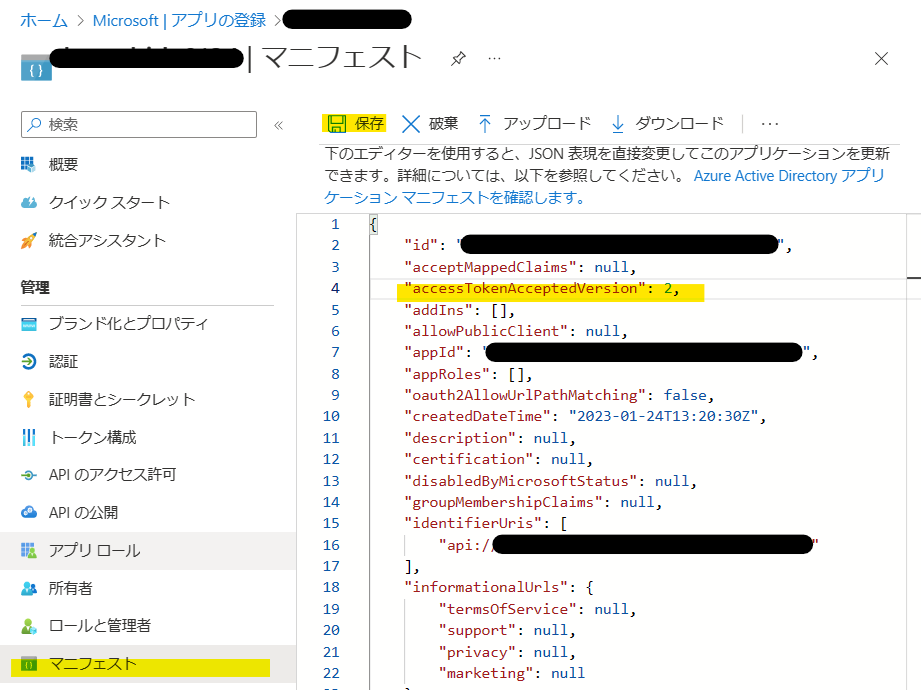 ホーム > Microsoft | アプリの登録 >
| マニフェスト ...
検索 «
概要
クイック スタート
統合アシスタント
管理
ブランド化とプロパティ
認証
証明書とシークレット
トークン構成
API のアクセス許可
API の公開
アプリ ロール
所有者
ロールと管理者
マニフェスト
保存 破棄 アップロード ダウンロード ...
下のエディターを使用すると、JSON 表現を直接変更してこのアプリケーションを更新
できます。詳細については、以下を参照してください。 Azure Active Directory アプリ
ケーション マニフェストを確認します。
1 {
2 "id": "",
3 "acceptMappedClaims": null,
4 "accessTokenAcceptedVersion": 2,
5 "addIns": [],
6 "allowPublicClient": null,
7 "appId": "",
8 "appRoles": [],
9 "oauth2AllowUrlPathMatching": false,
10 "createdDateTime": "2023-01-24T13:20:30Z",
11 "description": null,
12 "certification": null,
13 "disabledByMicrosoftStatus": null,
14 "groupMembershipClaims": null,
15 "identifierUris": [
16 "api://"
17 ],
18 "informationalUrls": {
19 "termsOfService": null,
20 "support": null,
21 "privacy": null,
22 "marketing": null